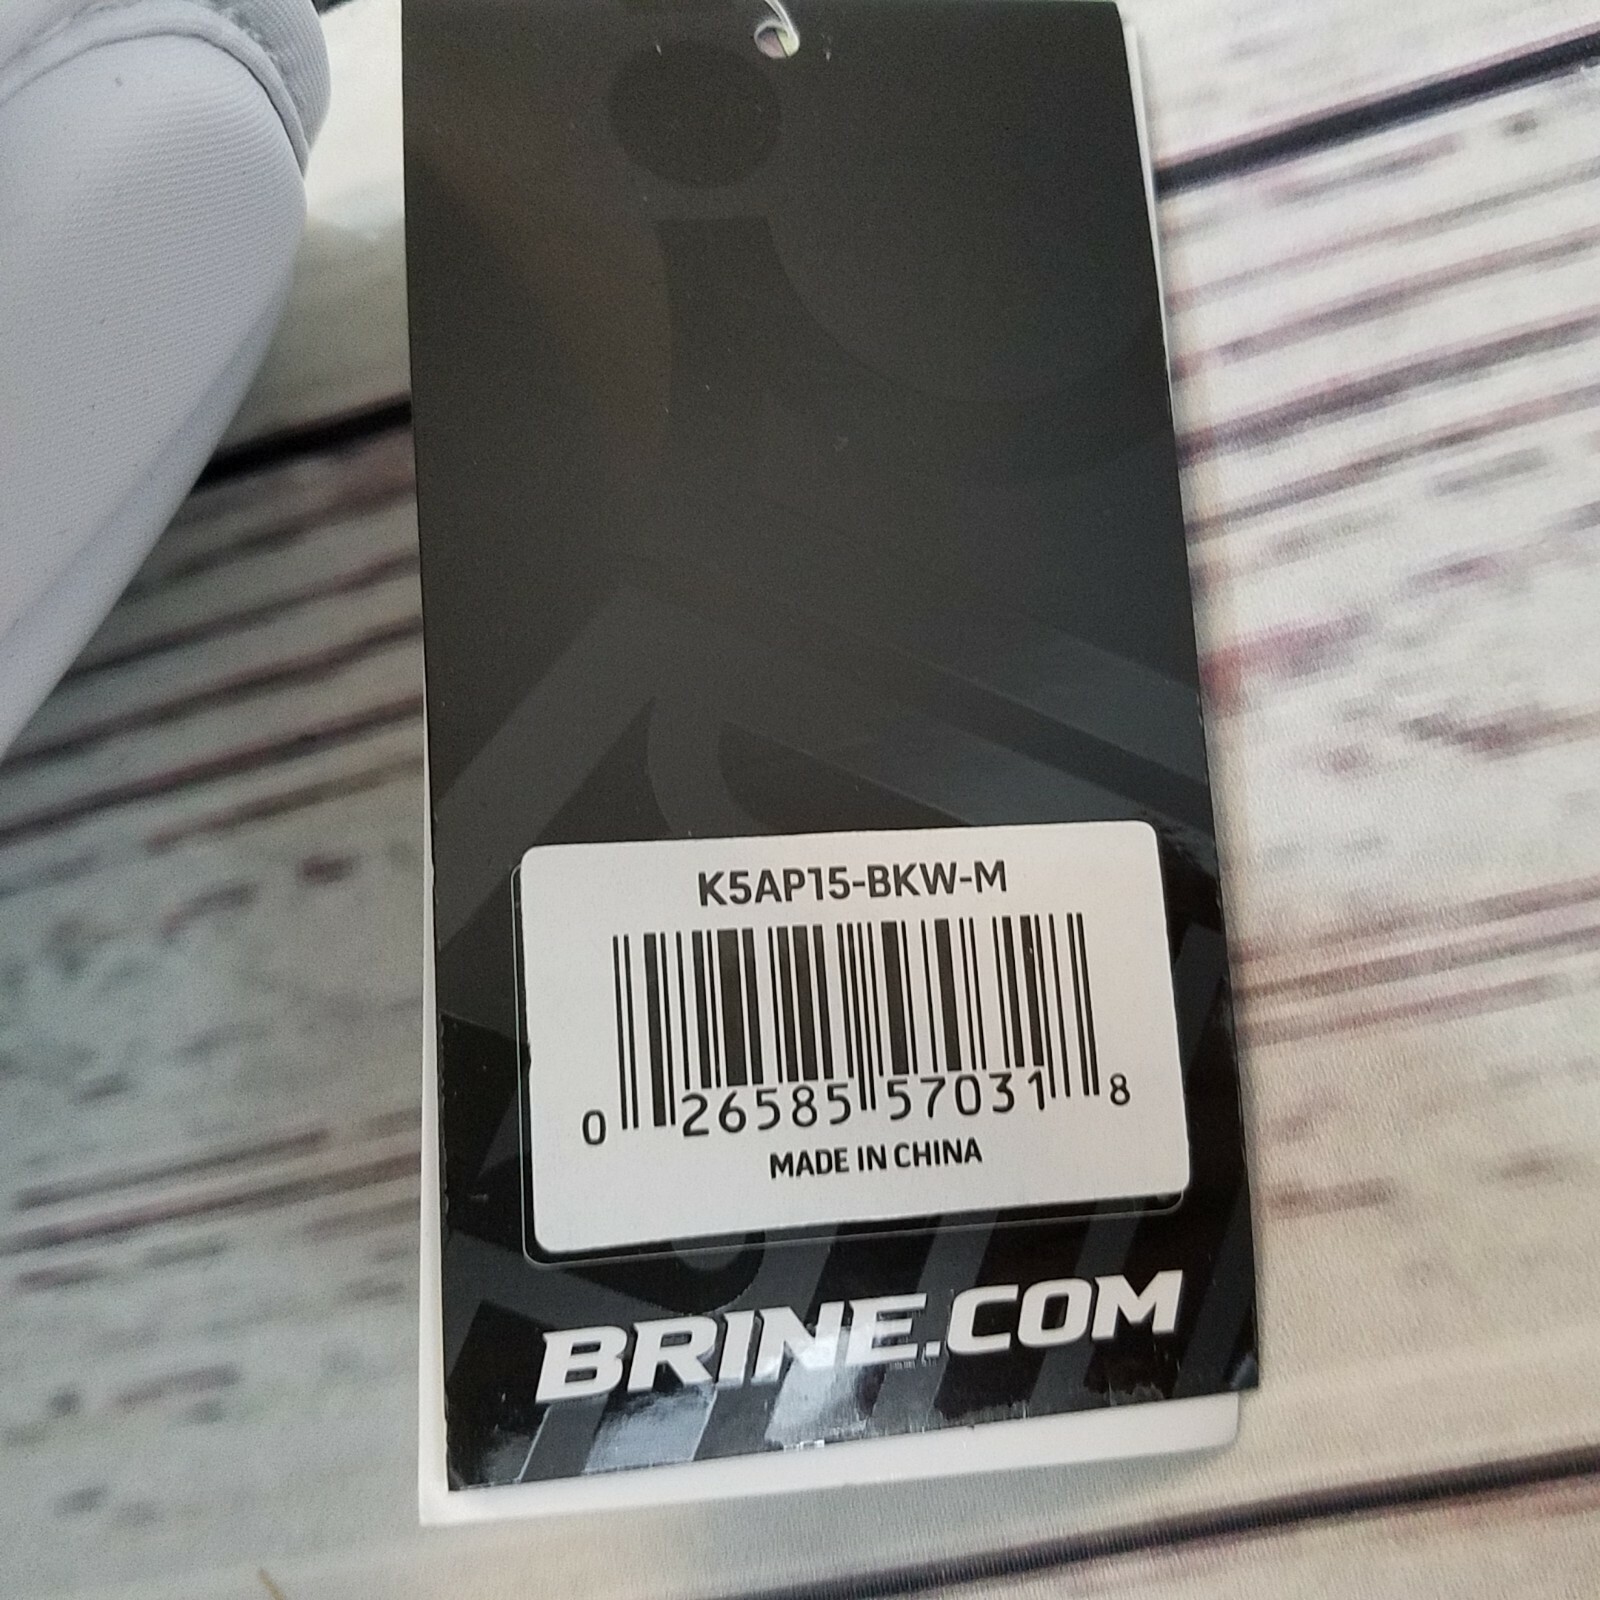 K5AP15-BKW-M
0 26585 57031 8
MADE IN CHINA
BRINE.COM